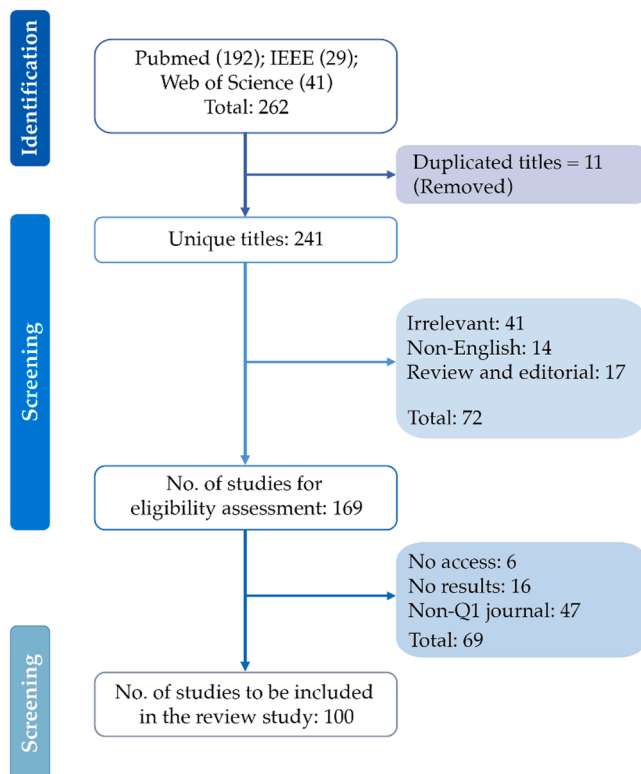 Identification
Pubmed (192); IEEE (29);
Web of Science (41)
Total: 262
Duplicated titles = 11
(Removed)
Screening
Unique titles: 241
Irrelevant: 41
Non-English: 14
Review and editorial: 17
Total: 72
No. of studies for
eligibility assessment: 169
No access: 6
No results: 16
Non-Q1 journal: 47
Total: 69
Screening
No. of studies to be included
in the review study: 100